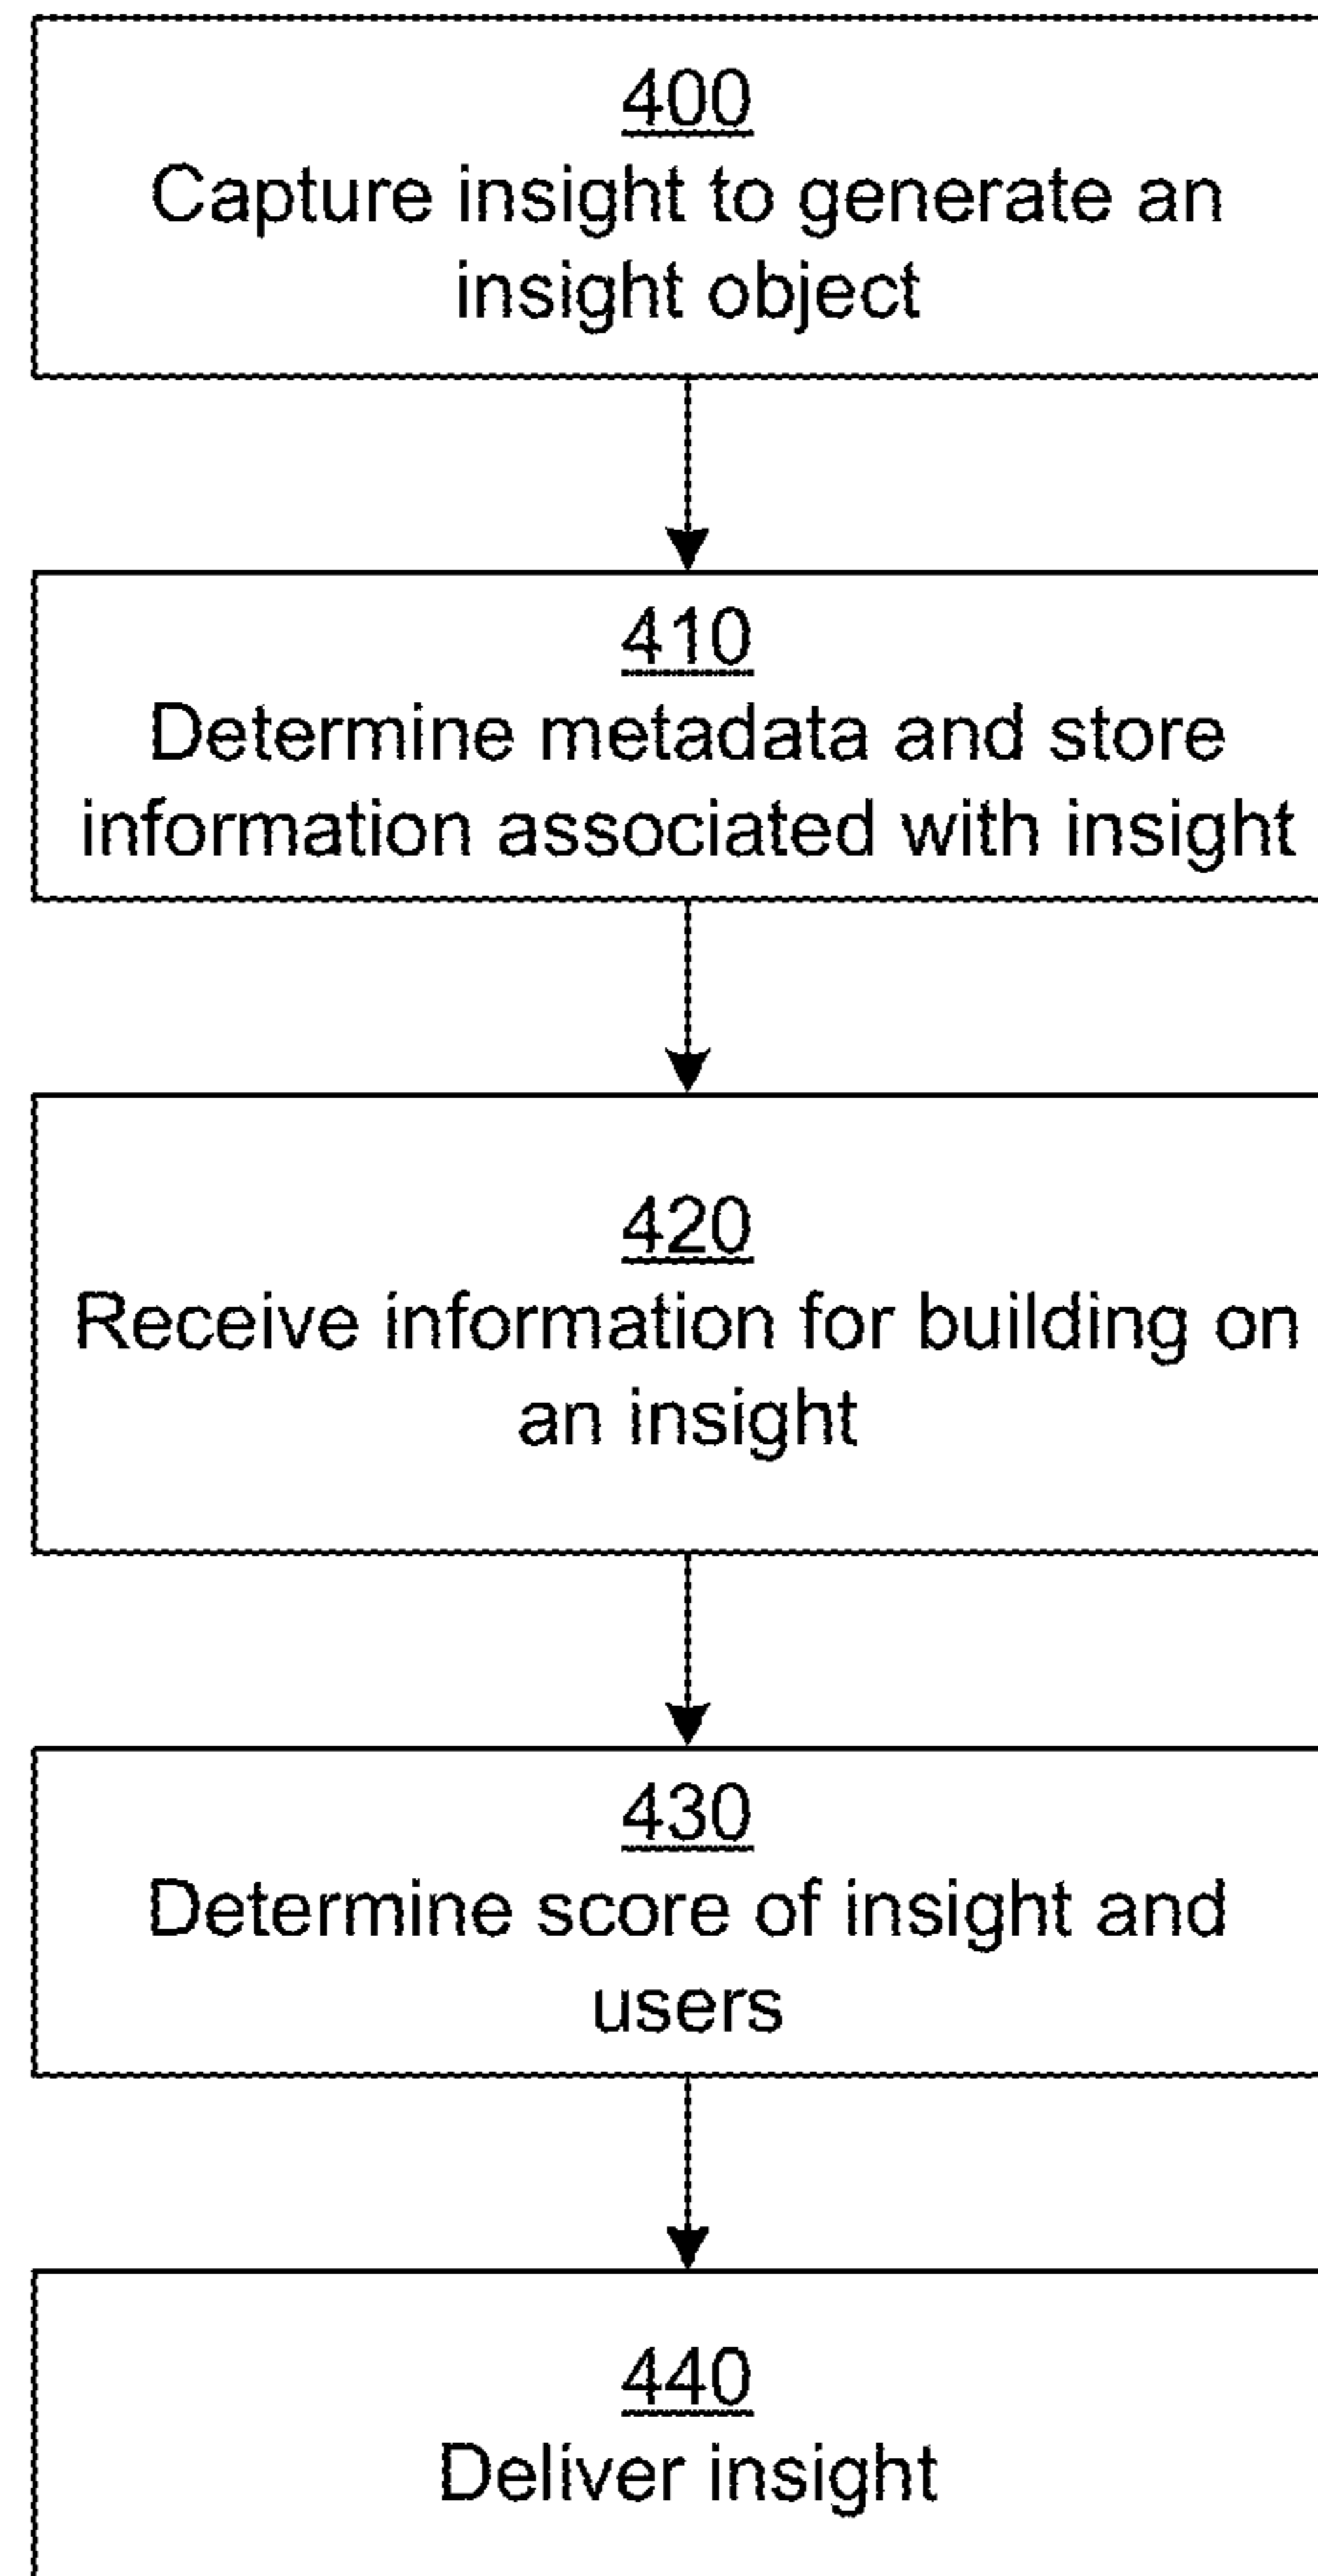 400
Capture insight to generate an
insight object
410
Determine metadata and store
information associated with insight
420
Receive information for building on
an insight
430
Determine score of insight and
users
440
Deliver insight